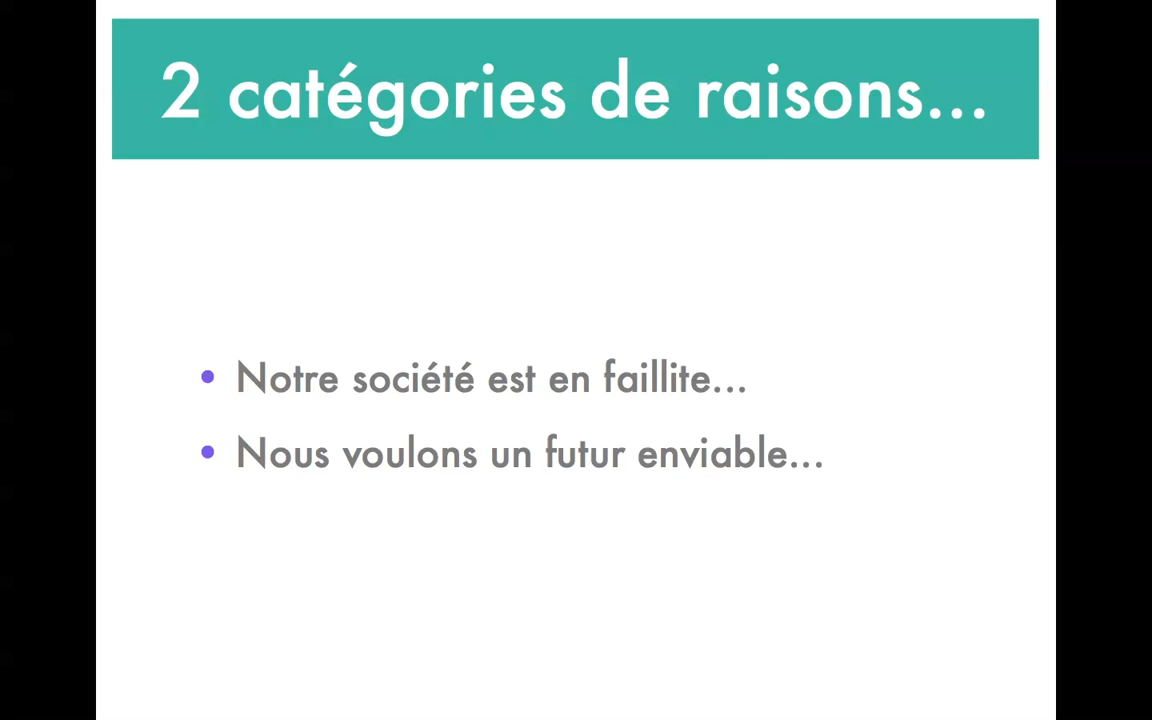 2 catégories de raisons...
• Notre société est en faillite...
• Nous voulons un futur enviable...